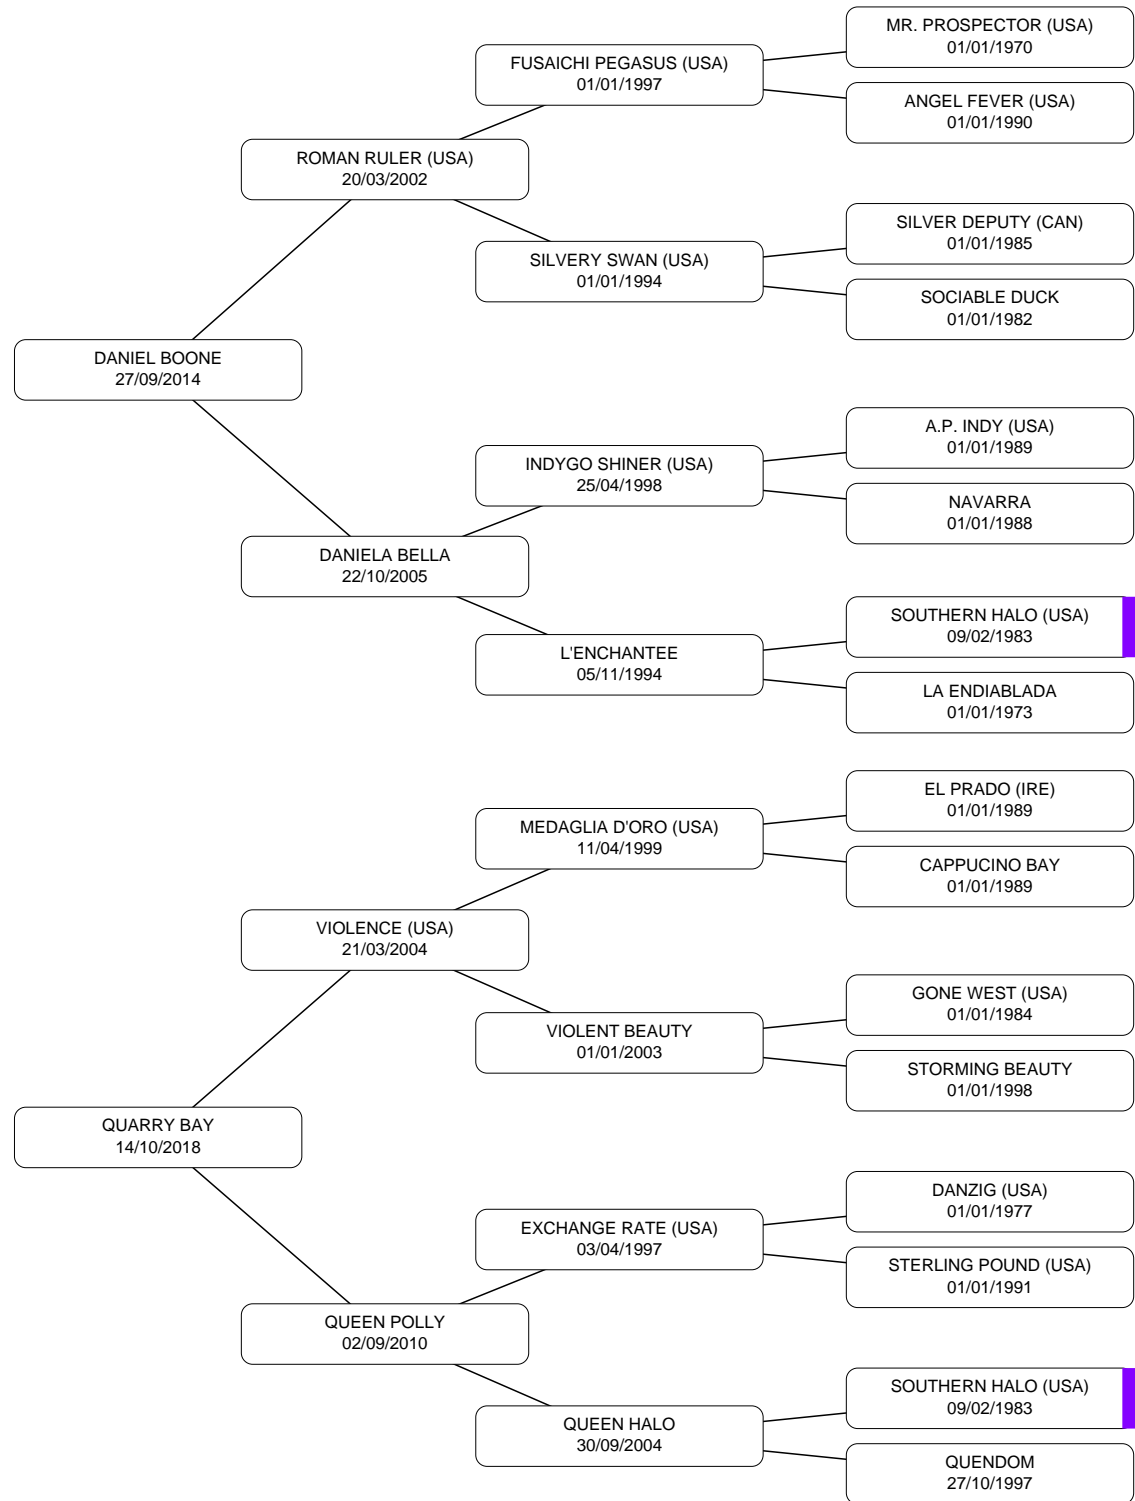 MR. PROSPECTOR (USA)
01/01/1970
FUSAICHI PEGASUS (USA)
01/01/1997
ANGEL FEVER (USA)
01/01/1990
ROMAN RULER (USA)
20/03/2002
SILVER DEPUTY (CAN)
01/01/1985
SILVERY SWAN (USA)
01/01/1994
SOCIABLE DUCK
01/01/1982
DANIEL BOONE
27/09/2014
A.P. INDY (USA)
01/01/1989
INDYGO SHINER (USA)
25/04/1998
NAVARRA
01/01/1988
DANIELA BELLA
22/10/2005
SOUTHERN HALO (USA)
09/02/1983
L'ENCHANTEE
05/11/1994
LA ENDIABLADA
01/01/1973
EL PRADO (IRE)
01/01/1989
MEDAGLIA D'ORO (USA)
11/04/1999
CAPPUCINO BAY
01/01/1989
VIOLENCE (USA)
21/03/2004
GONE WEST (USA)
01/01/1984
VIOLENT BEAUTY
01/01/2003
STORMING BEAUTY
01/01/1998
QUARRY BAY
14/10/2018
DANZIG (USA)
01/01/1977
EXCHANGE RATE (USA)
03/04/1997
STERLING POUND (USA)
01/01/1991
QUEEN POLLY
02/09/2010
SOUTHERN HALO (USA)
09/02/1983
QUEEN HALO
30/09/2004
QUENDOM
27/10/1997